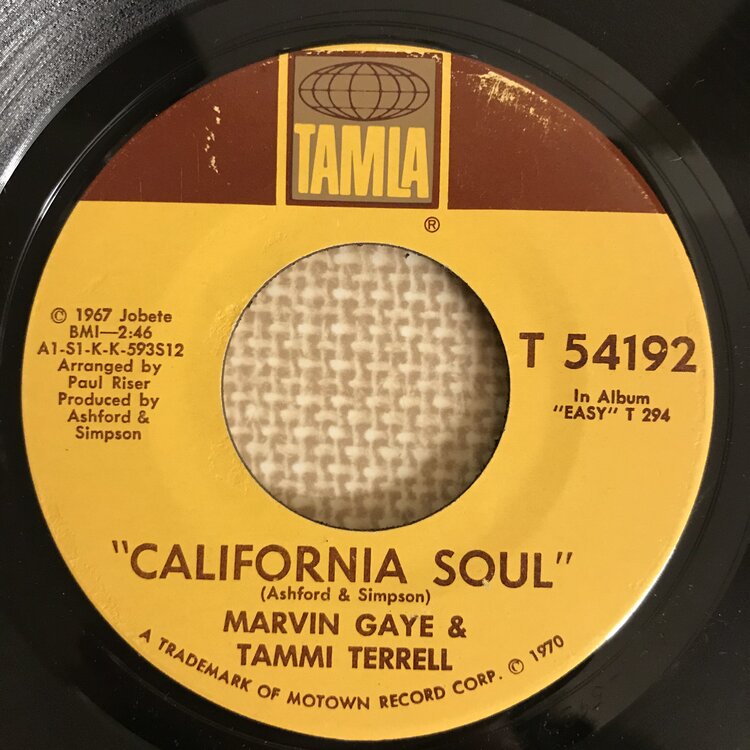 TAMLA
®
© 1967 Jobete
BMI—2:46
A1-S1-K-K-593S12
Arranged by
Paul Riser
Produced by
Ashford &
Simpson
T 54192
In Album
"EASY" T 294
"CALIFORNIA SOUL"
(Ashford & Simpson)
MARVIN GAYE &
TAMMI TERRELL
A TRADEMARK OF MOTOWN RECORD CORP. © 1970